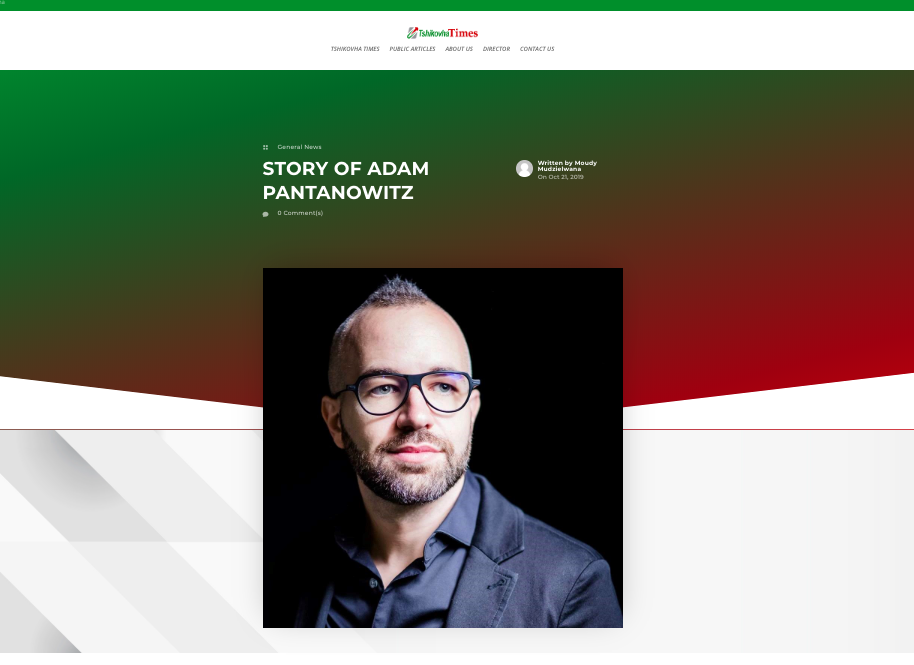 TshikovhaTimes
TSHIKOVHA TIMES PUBLIC ARTICLES ABOUT US DIRECTOR CONTACT US
General News
STORY OF ADAM
PANTANOWITZ
0 Comment(s)
Written by Moudy
Mudzielwana
On Oct 21, 2019